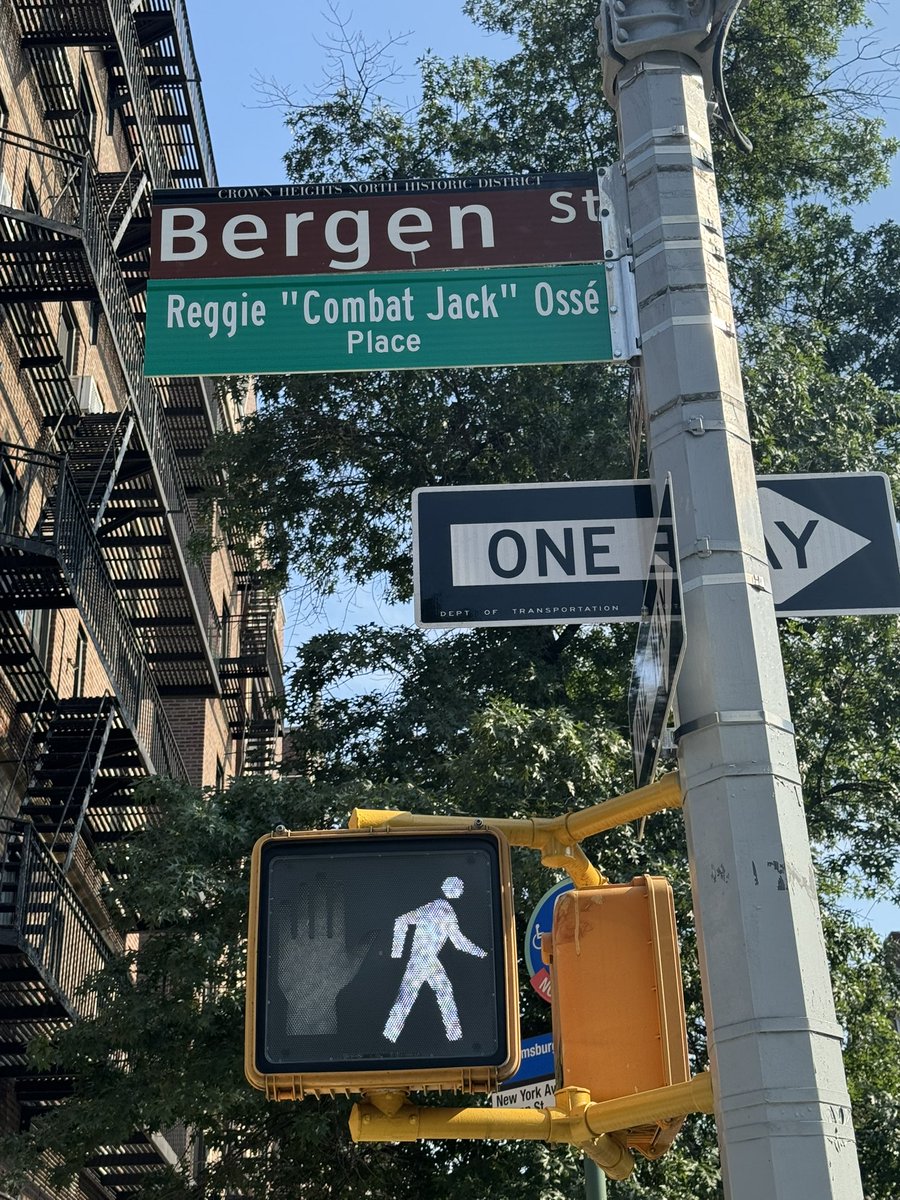 CROWN HEIGHTS NORTH HISTORIC DISTRICT
Bergen St
Reggie "Combat Jack" Ossé
Place
ONE AY
DEPT OF TRANSPORTATION
New York Av